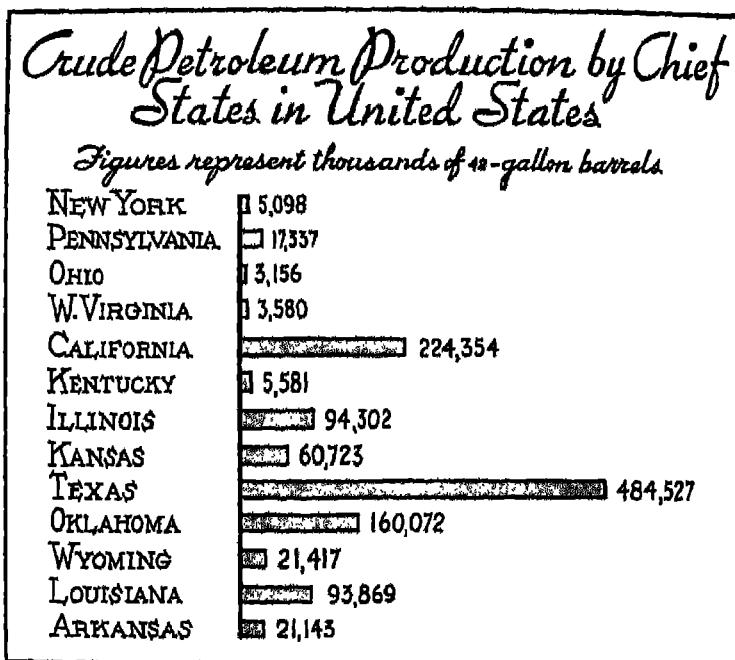 Crude Petroleum Production by Chief
States in United States
Figures represent thousands of 42-gallon barrels
NEW YORK 5,098
PENNSYLVANIA 17,337
OHIO 3,156
W. VIRGINIA 3,580
CALIFORNIA 224,354
KENTUCKY 5,581
ILLINOIS 94,302
KANSAS 60,723
TEXAS 484,527
OKLAHOMA 160,072
WYOMING 21,417
LOUISIANA 93,869
ARKANSAS 21,143